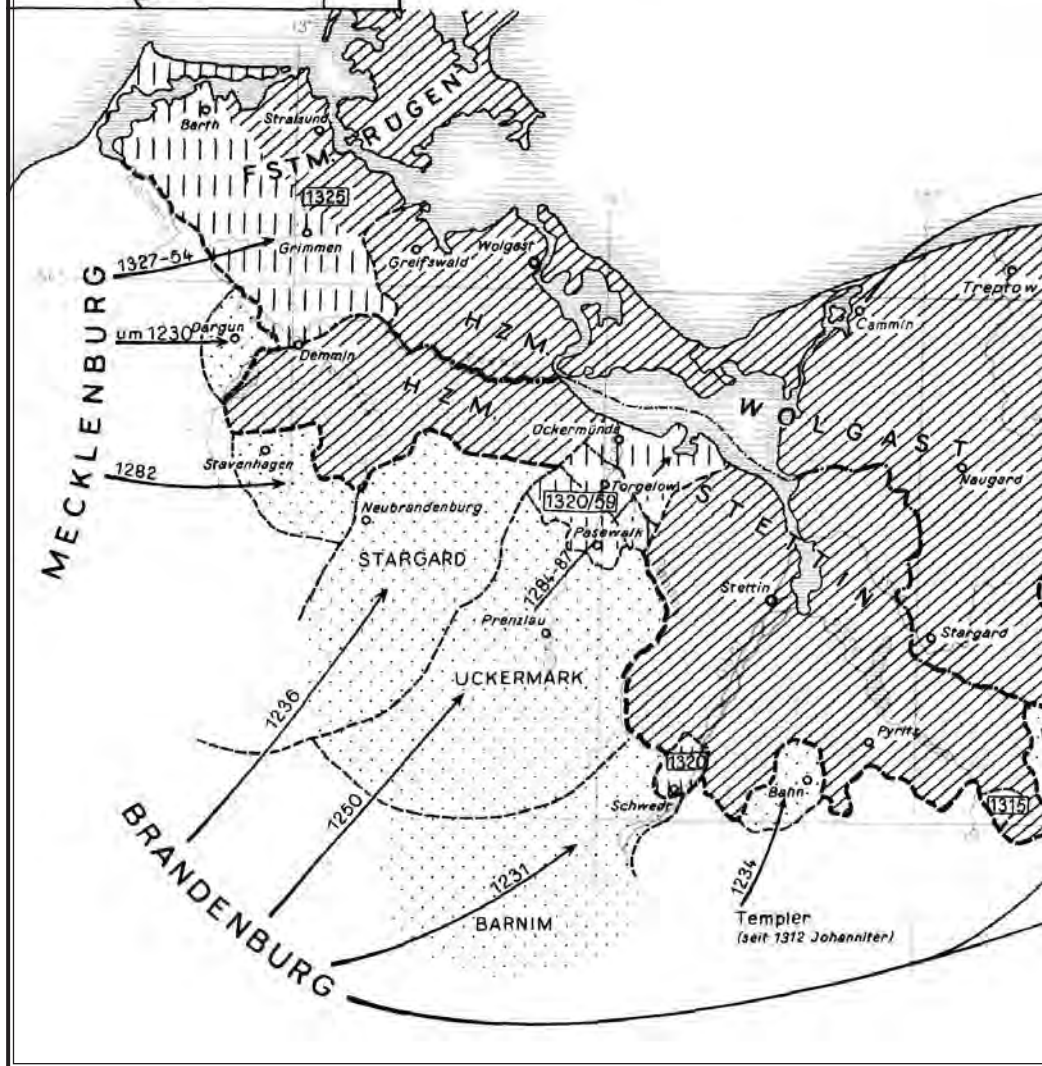 13°
Barth
Stralsund
FSTM. RÜGEN
1325
Grimmen
Greifswald
Wolgast
Treptow
Cammin
MECKLENBURG
1327-54
um 1230
Dargun
Demmin
HZM.
HZM.
WOLGAST
STETTIN
Ückermünde
Naugard
1282
Stavenhagen
Neubrandenburg
Torgelow
1320/59
Pasewalk
STARGARD
1284-87
Stettin
Prenzlau
Stargard
UCKERMARK
1236
Pyritz
1320
Bahn
Schwedt
1315
1250
BRANDENBURG
1231
1234
BARNIM
Templer
(seit 1312 Johanniter)